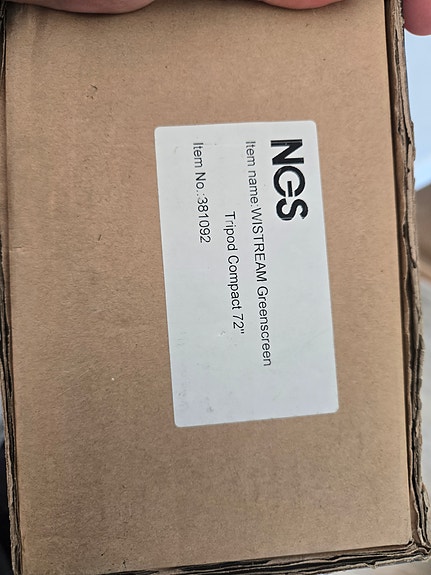 NGS
Item name:WISTREAM Greenscreen
Tripod Compact 72"
Item No.:381092